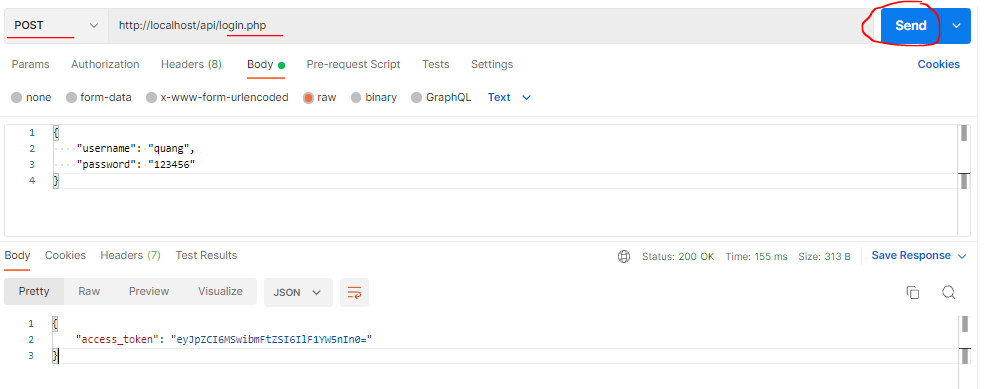 POST http://localhost/api/login.php Send
Params Authorization Headers (8) Body Pre-request Script Tests Settings Cookies
none form-data x-www-form-urlencoded raw binary GraphQL Text
1 {
2 "username": "quang",
3 "password": "123456"
4 }
Body Cookies Headers (7) Test Results Status: 200 OK Time: 155 ms Size: 313 B Save Response
Pretty Raw Preview Visualize JSON
1 {
2 "access_token": "eyJpZCI6MSwibmFtZSI6IlF1YW5nIn0="
3 }